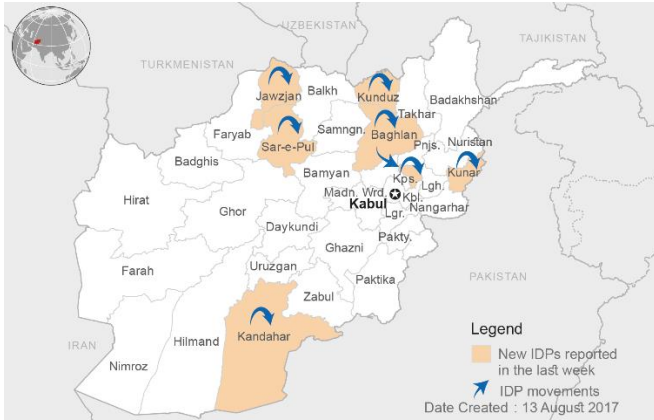 UZBEKISTAN
TAJIKISTAN
TURKMENISTAN
Jawzjan
Balkh
Kunduz
Badakhshan
Takhar
Faryab
Samngn.
Baghlan
Sar-e-Pul
Pnjs.
Nuristan
Badghis
Bamyan
Kps.
Kunar
Lgh.
Hirat
Madn. Wrd.
Kabul
Kbl.
Nangarhar
Ghor
Lgr.
Daykundi
Pakty.
Ghazni
Farah
Uruzgan
Paktika
Zabul
PAKISTAN
Kandahar
Hilmand
IRAN
Nimroz
Legend
New IDPs reported
in the last week
IDP movements
Date Created : 13 August 2017